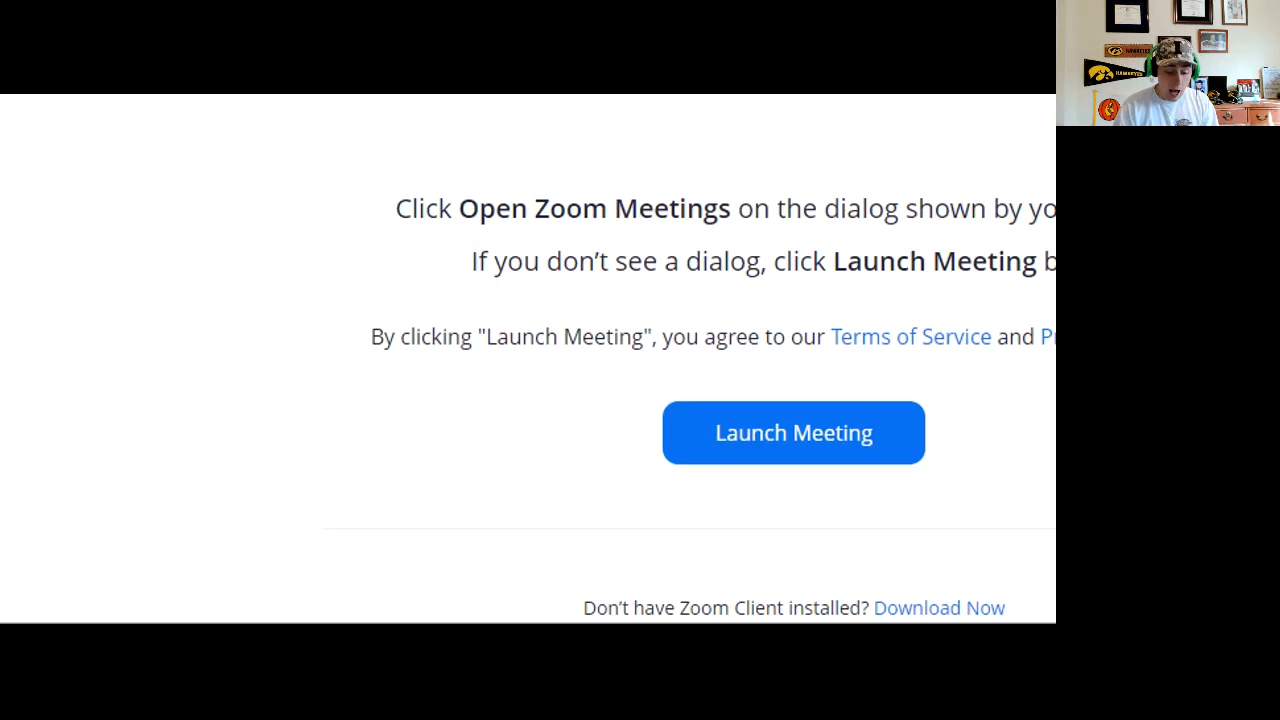 Click Open Zoom Meetings on the dialog shown by yo
If you don’t see a dialog, click Launch Meeting b
By clicking "Launch Meeting", you agree to our Terms of Service and P
Launch Meeting
Don’t have Zoom Client installed? Download Now
HAWKEYES
HAWKEYES